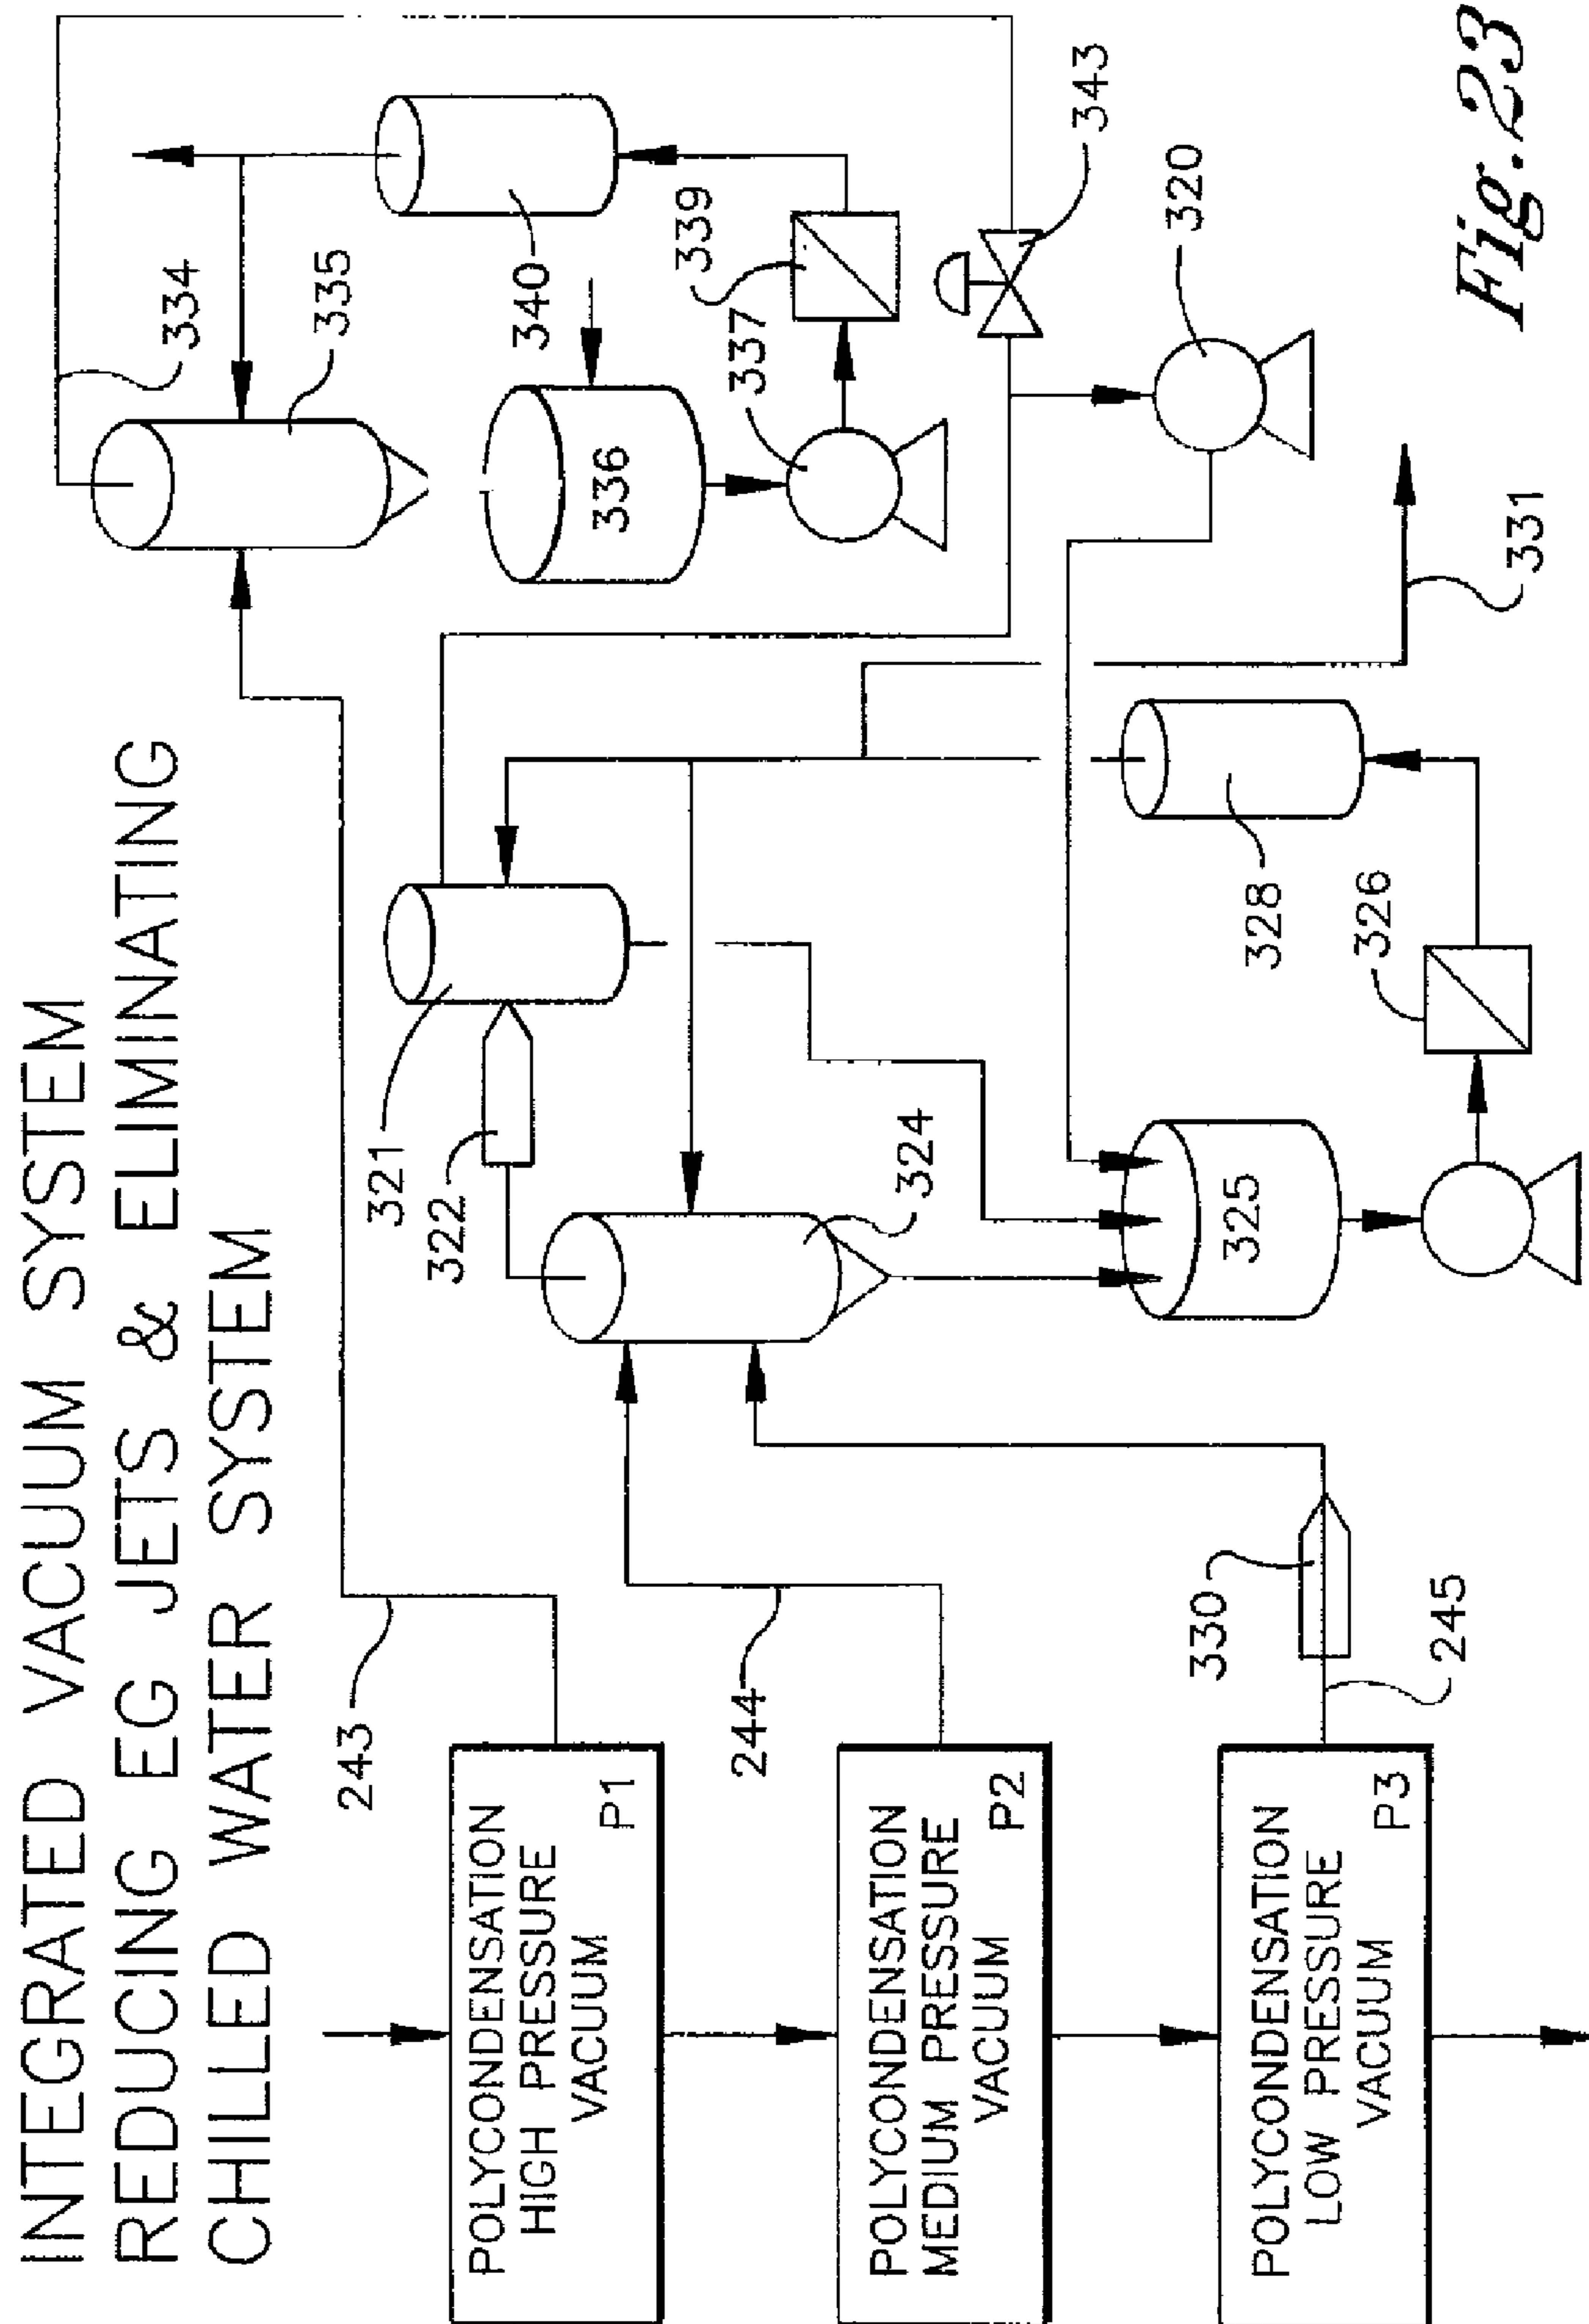 INTEGRATED VACUUM SYSTEM
REDUCING EG JETS & ELIMINATING
CHILLED WATER SYSTEM
POLYCONDENSATION
HIGH PRESSURE
VACUUM
P1
243
POLYCONDENSATION
MEDIUM PRESSURE
VACUUM
P2
244
POLYCONDENSATION
LOW PRESSURE
VACUUM
P3
245
330
321
322
324
325
326
328
331
334
335
336
337
339
340
343
320
Fig. 23